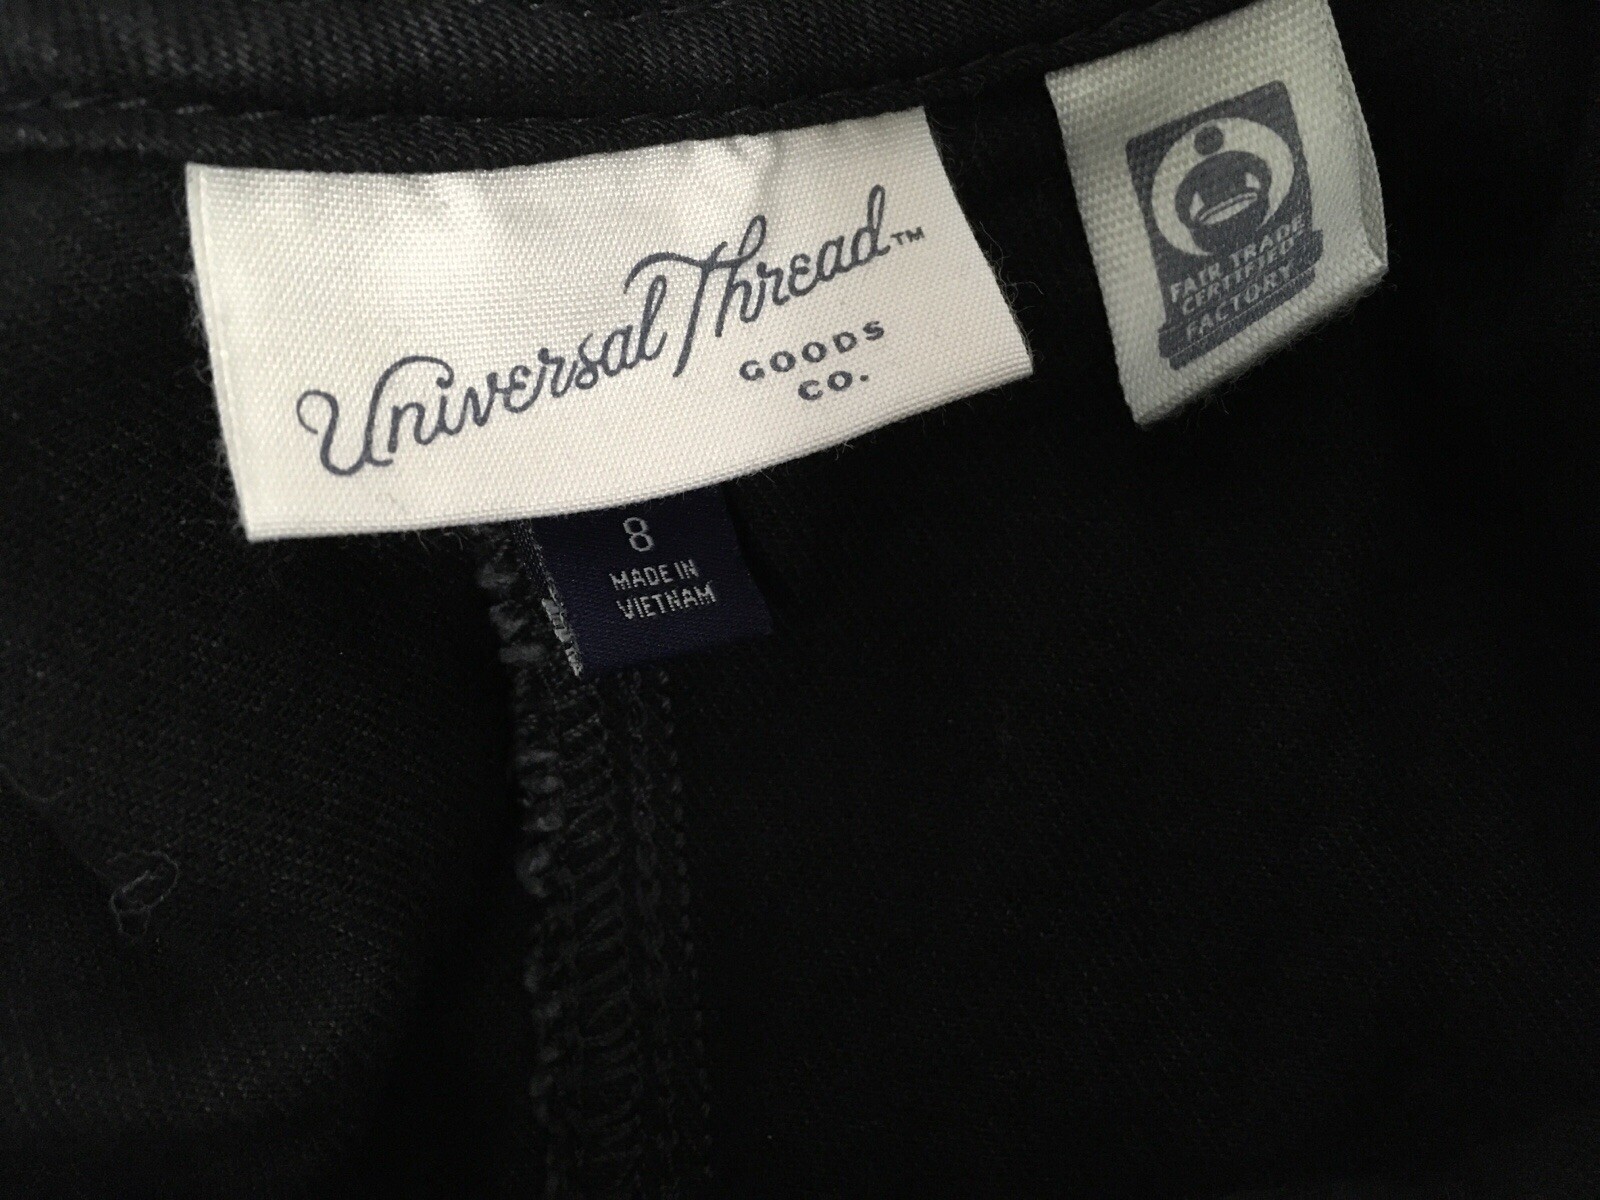 Universal Thread™
GOODS
CO.
FAIR TRADE
CERTIFIED
FACTORY
8
MADE IN
VIETNAM